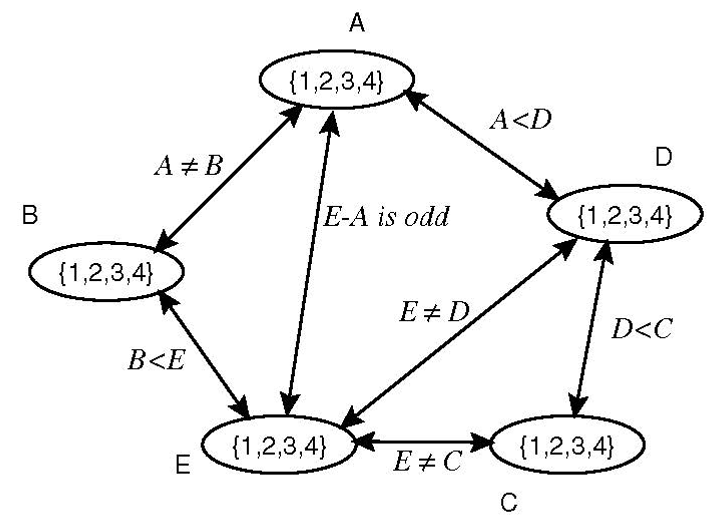 A
{1,2,3,4}
A<D
A ≠ B
D
B
E-A is odd
{1,2,3,4}
{1,2,3,4}
E ≠ D
D<C
B<E
{1,2,3,4}
{1,2,3,4}
E ≠ C
E
C